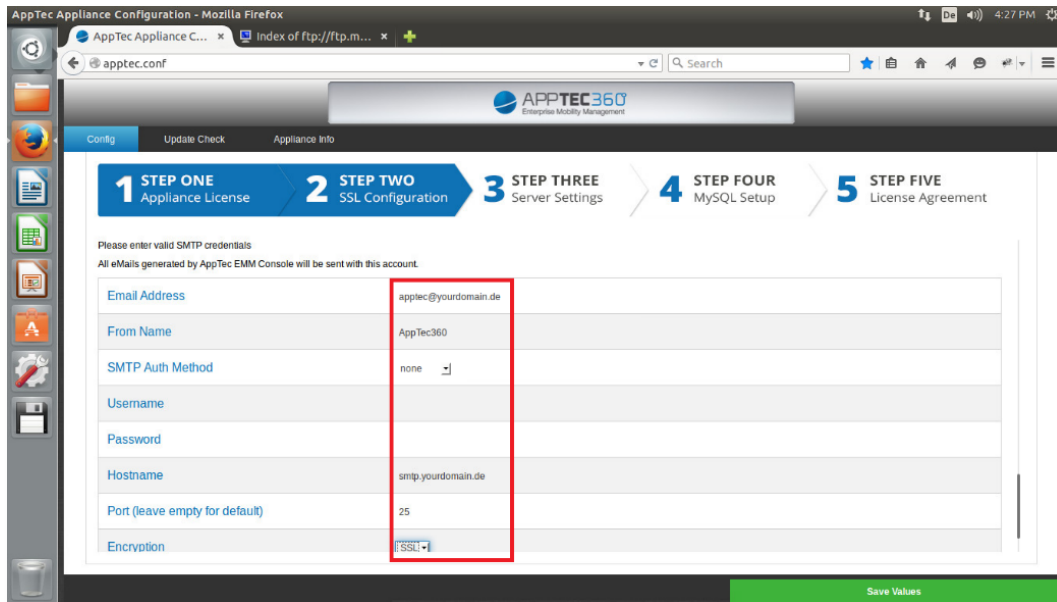 AppTec Appliance Configuration - Mozilla Firefox
De 4:27 PM
AppTec Appliance C... × Index of ftp://ftp.m... ×
apptec.conf Search
APPTEC360
Enterprise Mobility Management
Config Update Check Appliance Info
1 STEP ONE
Appliance License
2 STEP TWO
SSL Configuration
3 STEP THREE
Server Settings
4 STEP FOUR
MySQL Setup
5 STEP FIVE
License Agreement
Please enter valid SMTP credentials
All eMails generated by AppTec EMM Console will be sent with this account.
Email Address apptec@yourdomain.de
From Name AppTec360
SMTP Auth Method none
Username
Password
Hostname smtp.yourdomain.de
Port (leave empty for default) 25
Encryption SSL
Save Values